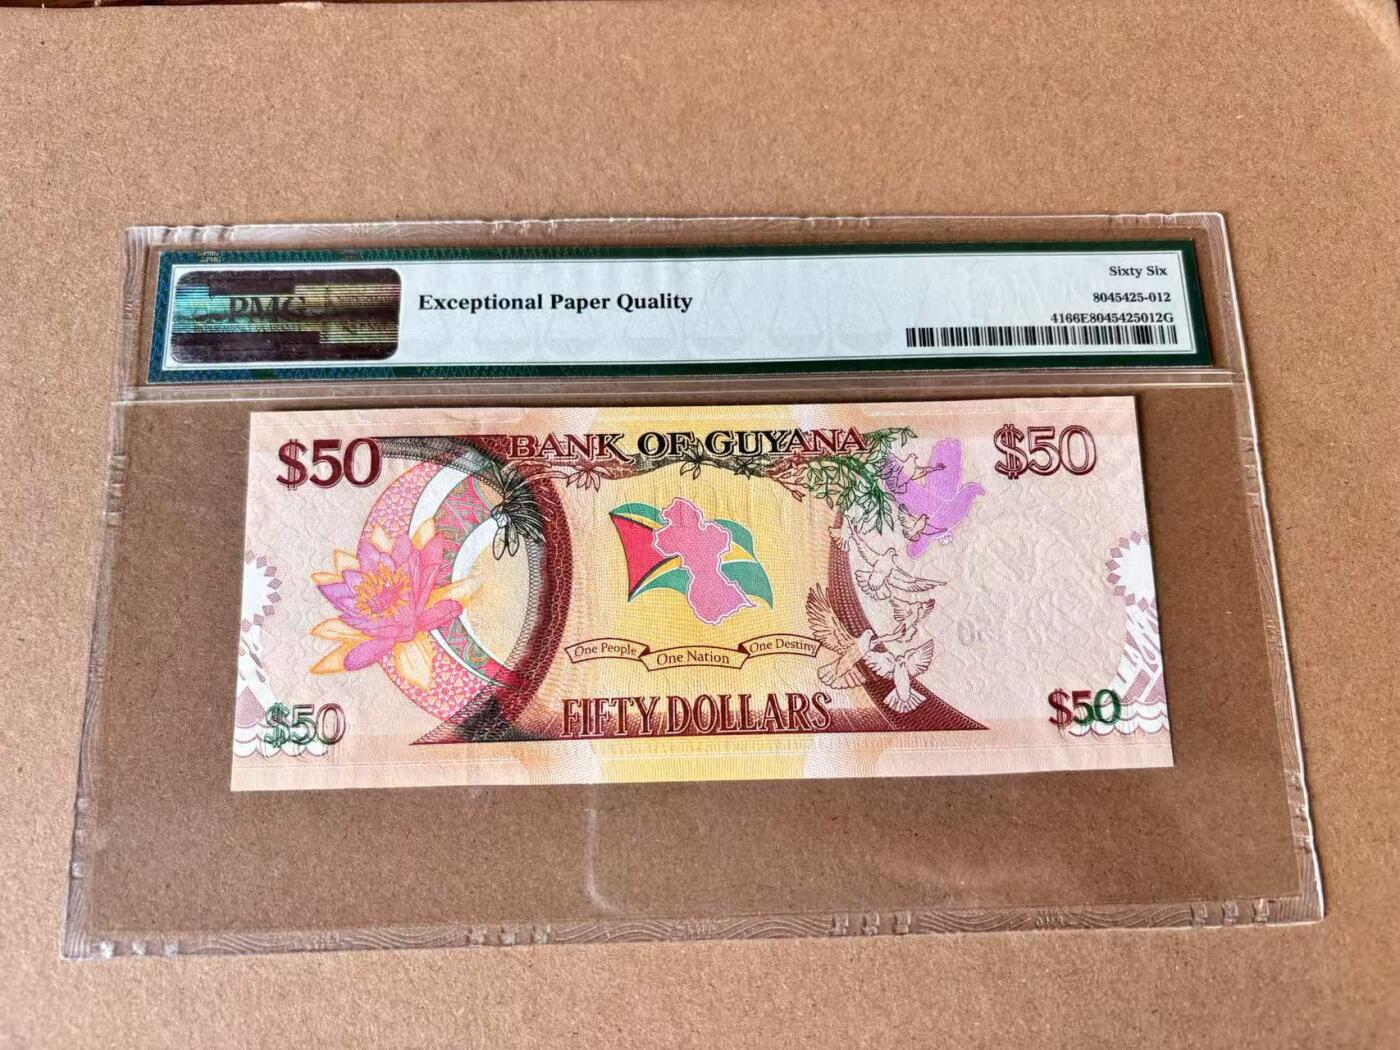 PMG
Exceptional Paper Quality
Sixty Six
8045425-012
4166E8045425012G
$50
BANK OF GUYANA
$50
One People
One Nation
One Destiny
$50
FIFTY DOLLARS
$50